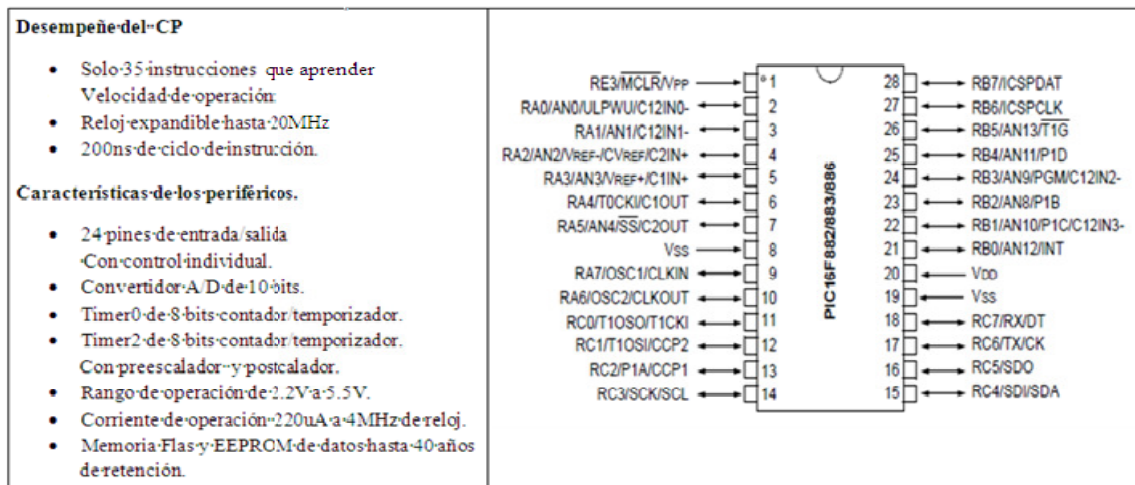 Desempeñe del CP
• Solo 35 instrucciones que aprender
Velocidad de operación:
• Reloj expandible hasta 20MHz
• 200ns de ciclo de instrucción.
Características de los periféricos.
• 24 pines de entrada/salida
Con control individual.
• Convertidor A/D de 10 bits.
• Timer0 de 8 bits contador/temporizador.
• Timer2 de 8 bits contador/temporizador.
Con preescalador y postcalador.
• Rango de operación de 2.2V a 5.5V.
• Corriente de operación 220uA a 4MHz de reloj.
• Memoria Flas y EEPROM de datos hasta 40 años
de retención.
RE3/MCLR/VPP 1 28 RB7/ICSPDAT
RA0/AN0/ULPWU/C12IN0- 2 27 RB6/ICSPCLK
RA1/AN1/C12IN1- 3 26 RB5/AN13/T1G
RA2/AN2/VREF-/CVREF/C2IN+ 4 25 RB4/AN11/P1D
RA3/AN3/VREF+/C1IN+ 5 24 RB3/AN9/PGM/C12IN2-
RA4/T0CKI/C1OUT 6 23 RB2/AN8/P1B
RA5/AN4/SS/C2OUT 7 22 RB1/AN10/P1C/C12IN3-
VSS 8 21 RB0/AN12/INT
RA7/OSC1/CLKIN 9 20 VDD
RA6/OSC2/CLKOUT 10 19 VSS
RC0/T1OSO/T1CKI 11 18 RC7/RX/DT
RC1/T1OSI/CCP2 12 17 RC6/TX/CK
RC2/P1A/CCP1 13 16 RC5/SDO
RC3/SCK/SCL 14 15 RC4/SDI/SDA
PIC16F882/883/886